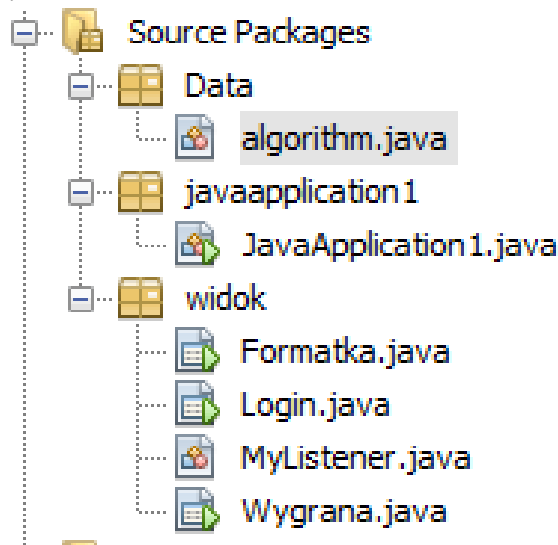 Source Packages
Data
algorithm.java
javaapplication1
JavaApplication1.java
widok
Formatka.java
Login.java
MyListener.java
Wygrana.java